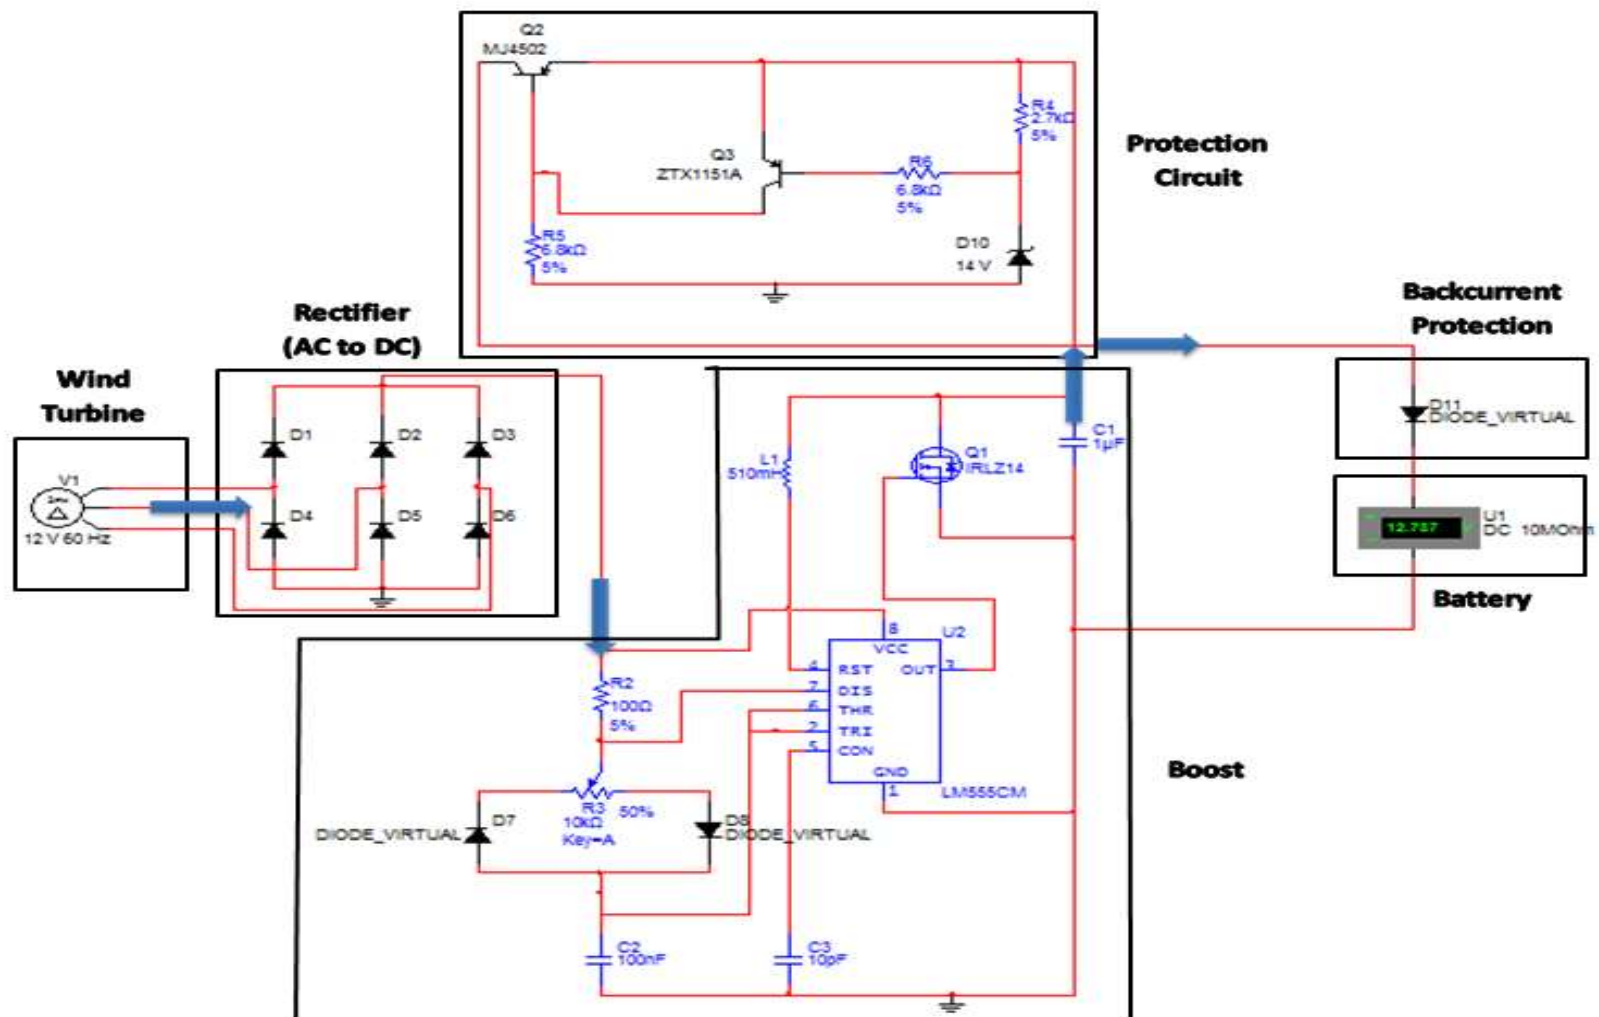 Q2
MJ4502
R4
2.7kΩ
5%
Q3
ZTX1151A
R6
6.8kΩ
5%
R5
6.8kΩ
5%
D10
14 V
Protection
Circuit
Rectifier
(AC to DC)
Wind
Turbine
V1
12 V 60 Hz
D1
D2
D3
D4
D5
D6
Backcurrent
Protection
D11
DIODE_VIRTUAL
U1
DC 10MOhm
12.787
Battery
L1
510mH
Q1
IRLZ14
C1
1µF
R2
100Ω
5%
8
VCC
U2
4
RST
OUT
3
7
DIS
6
THR
2
TRI
5
CON
GND
1
LM555CM
Boost
R3
50%
10kΩ
Key=A
D7
DIODE_VIRTUAL
D8
DIODE_VIRTUAL
C2
100nF
C3
10pF